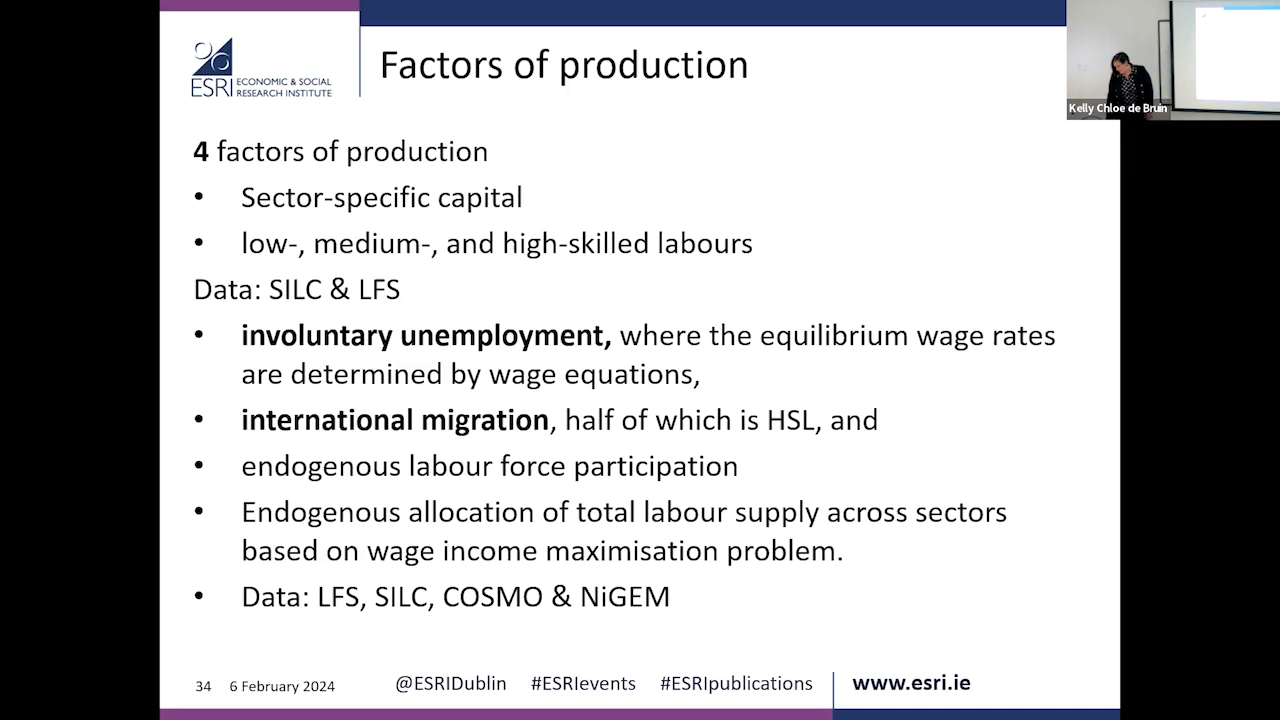 ESRI ECONOMIC & SOCIAL
RESEARCH INSTITUTE
Factors of production
Kelly Chloe de Bruin
4 factors of production
• Sector-specific capital
• low-, medium-, and high-skilled labours
Data: SILC & LFS
• involuntary unemployment, where the equilibrium wage rates
are determined by wage equations,
• international migration, half of which is HSL, and
• endogenous labour force participation
• Endogenous allocation of total labour supply across sectors
based on wage income maximisation problem.
• Data: LFS, SILC, COSMO & NiGEM
34 6 February 2024 @ESRIDublin #ESRIevents #ESRIpublications www.esri.ie